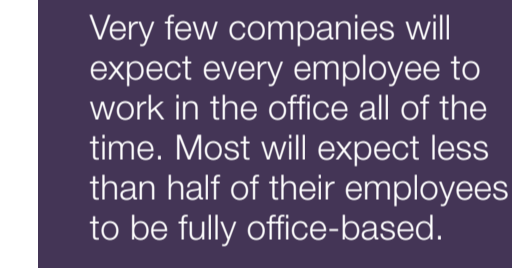 Very few companies will
expect every employee to
work in the office all of the
time. Most will expect less
than half of their employees
to be fully office-based.